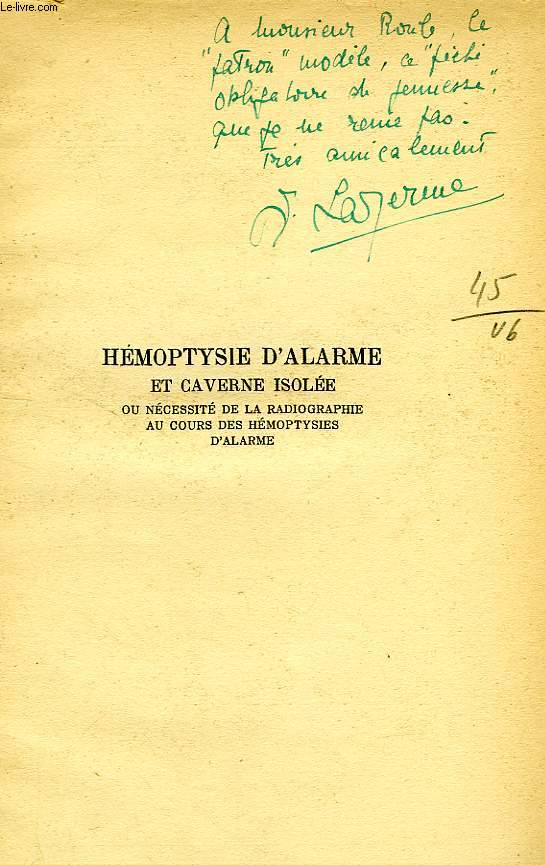 Le-livre.com
A Monsieur Roule, le
"patron" modèle, ce "péché
obligatoire de jeunesse",
que je ne renie pas.
Très amicalement
J. Lazerme
45
V6
HÉMOPTYSIE D'ALARME
ET CAVERNE ISOLÉE
OU NÉCESSITÉ DE LA RADIOGRAPHIE
AU COURS DES HÉMOPTYSIES
D'ALARME